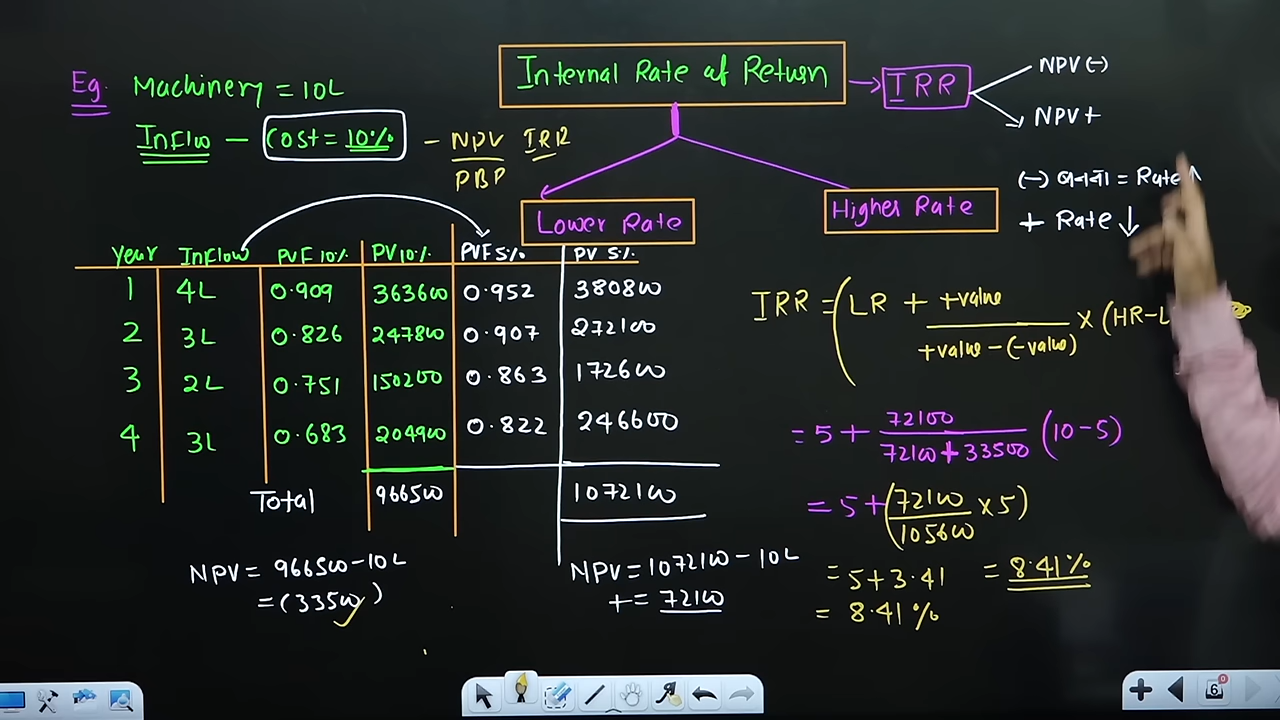 Internal Rate of Return → IRR
NPV (-)
NPV +
Eg. Machinery = 10L
Inflow - Cost = 10% - NPV IRR
PBP
Lower Rate
Higher Rate
(-) बनाना = Rate ↑
+ Rate ↓
Year Inflow PVF 10% PV 10% PVF 5% PV 5%
1 4L 0.909 363600 0.952 380800
2 3L 0.826 247800 0.907 272100
3 2L 0.751 150200 0.863 172600
4 3L 0.683 204900 0.822 246600
Total 966500 1072100
NPV = 966500 - 10L
= (33500)
NPV = 1072100 - 10L
+ = 72100
IRR = (LR + +value / +value - (-value) × (HR-L
= 5 + 72100 / 72100 + 33500 (10 - 5)
= 5 + (72100 / 105600 × 5)
= 5 + 3.41 = 8.41%
= 8.41%
6
0